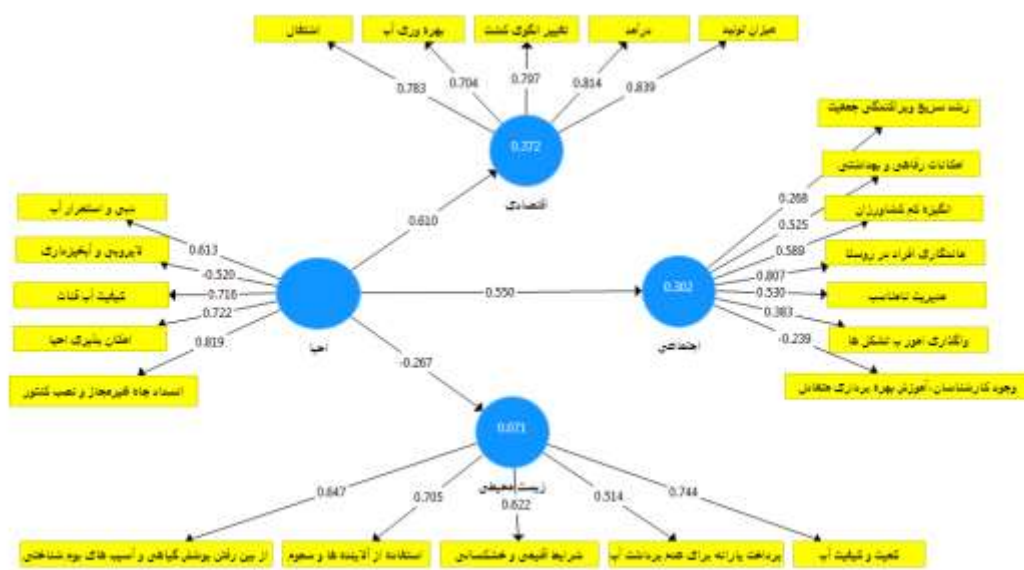 اشتغال
بهره وری آب
تغییر الگوی کشت
درآمد
میزان تولید
0.783
0.704
0.797
0.814
0.839
0.372
اقتصادی
رشد سریع وپراکندگی جمعیت
امکانات رفاهی و بهداشتی
انگیزه کم کشاورزان
ماندگاری افراد در روستا
مدیریت نامناسب
واگذاری امور ب تشکل ها
وجود کارشناسان،آموزش بهره برداری متعادل
0.268
0.525
0.589
0.807
0.530
0.383
-0.239
0.302
اجتماعی
دبی و استمرار آب
لایروبی و آبخیزداری
کیفیت آب قنات
امکان پذیری احیا
انسداد چاه غیرمجاز و نصب کنتور
0.613
-0.520
0.716
0.722
0.819
احیا
0.610
0.550
-0.267
0.071
زیست محیطی
0.647
0.705
0.622
0.514
0.744
از بین رفتن پوشش گیاهی و آسیب های بوم شناختی
استفاده از آلاینده ها و سموم
شرایط اقلیمی و خشکسالی
پرداخت یارانه برای عدم برداشت آب
کمیت و کیفیت آب